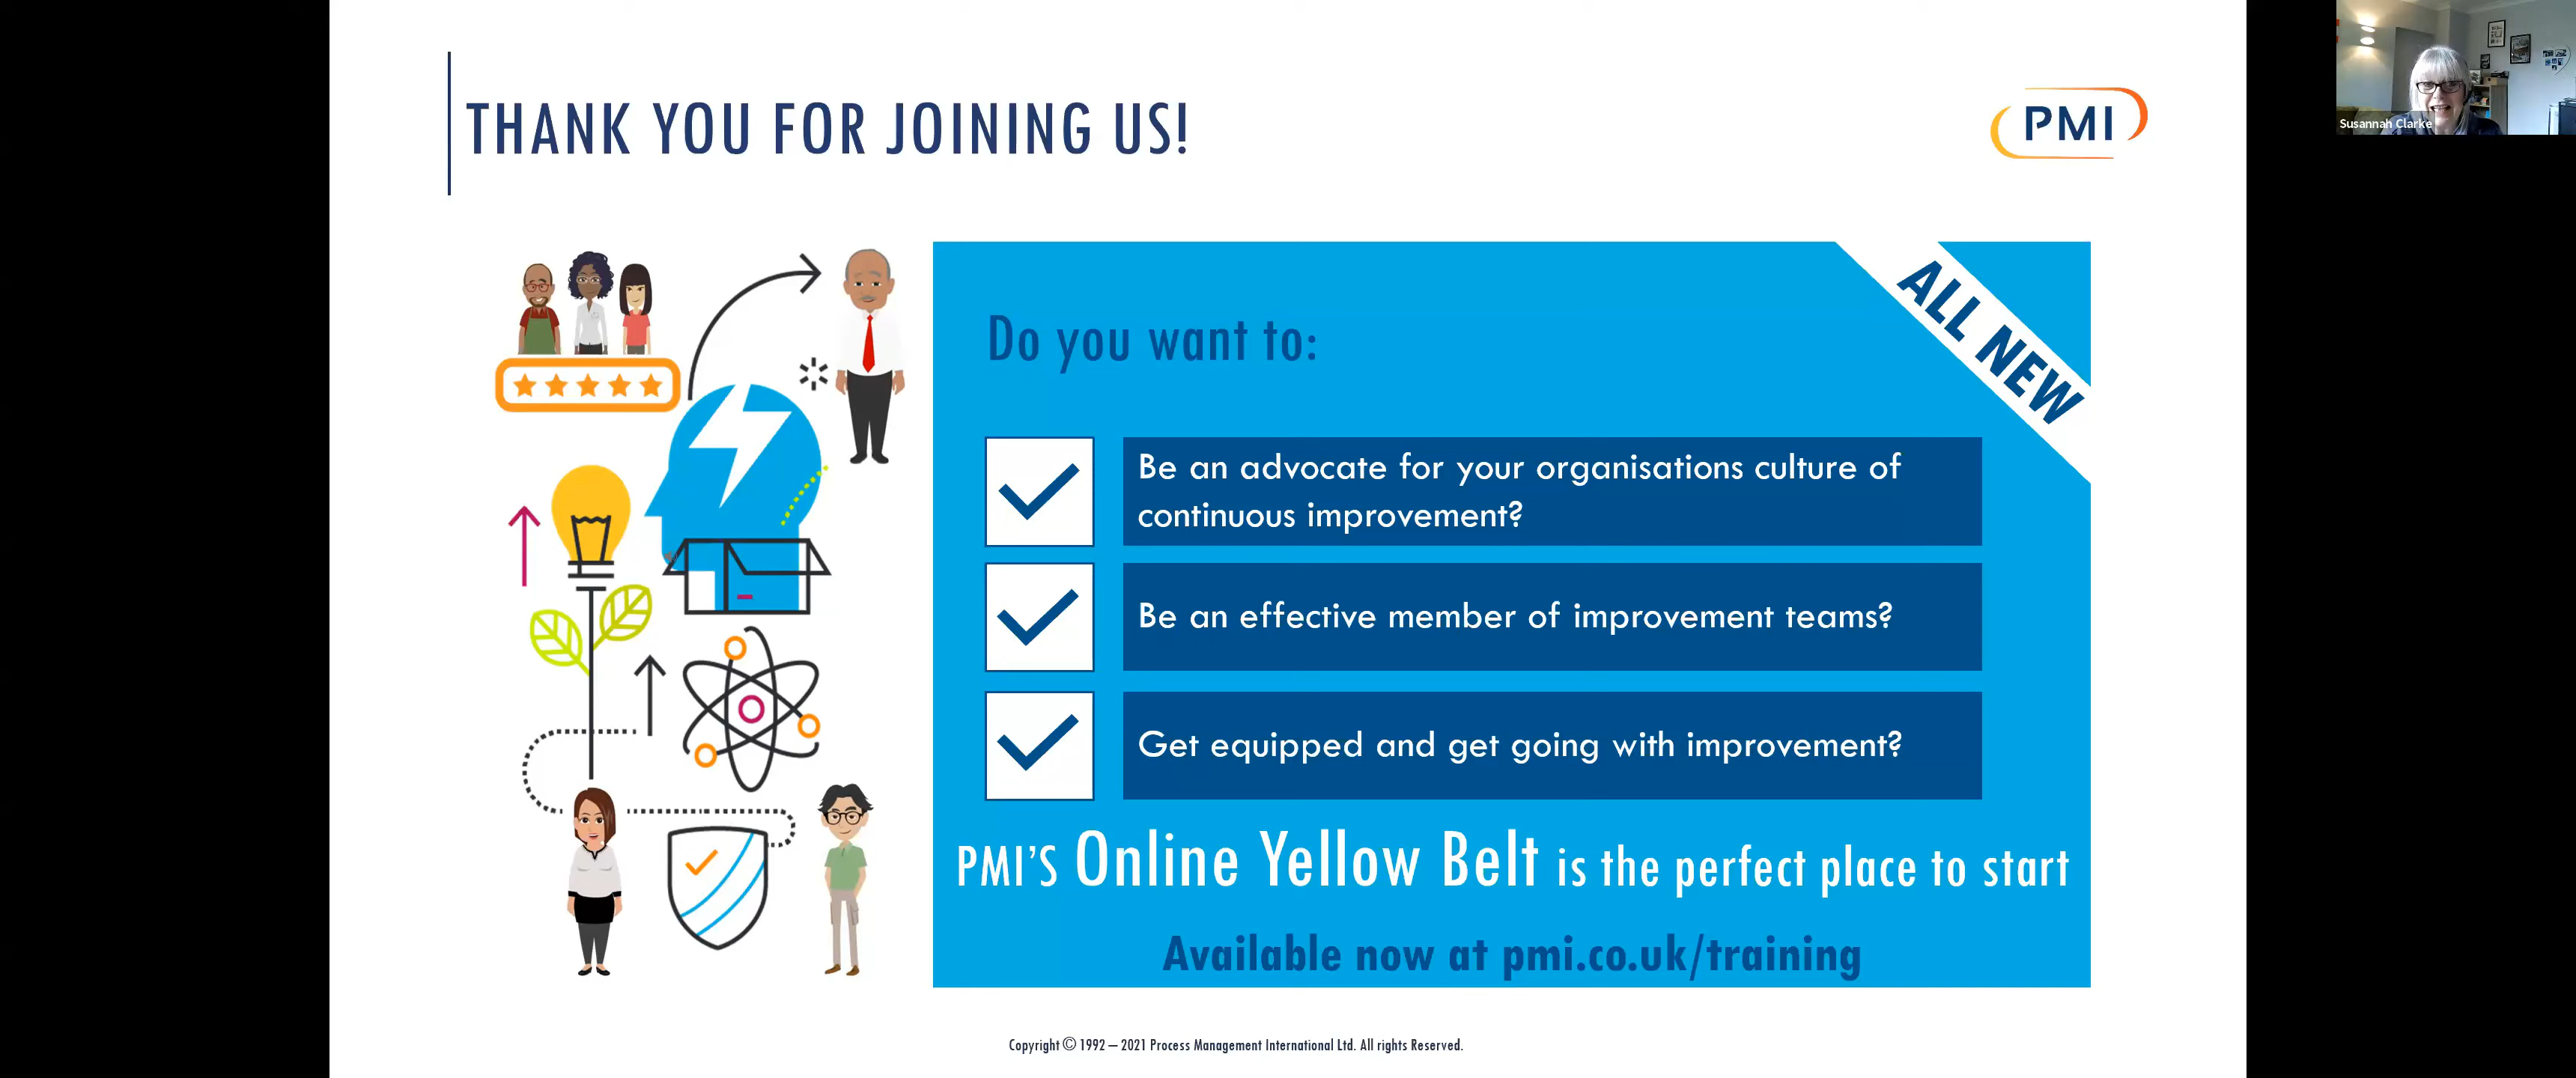 THANK YOU FOR JOINING US!
PMI
Susannah Clarke
ALL NEW
Do you want to:
Be an advocate for your organisations culture of
continuous improvement?
Be an effective member of improvement teams?
Get equipped and get going with improvement?
PMI'S Online Yellow Belt is the perfect place to start
Available now at pmi.co.uk/training
Copyright © 1992 – 2021 Process Management International Ltd. All rights Reserved.